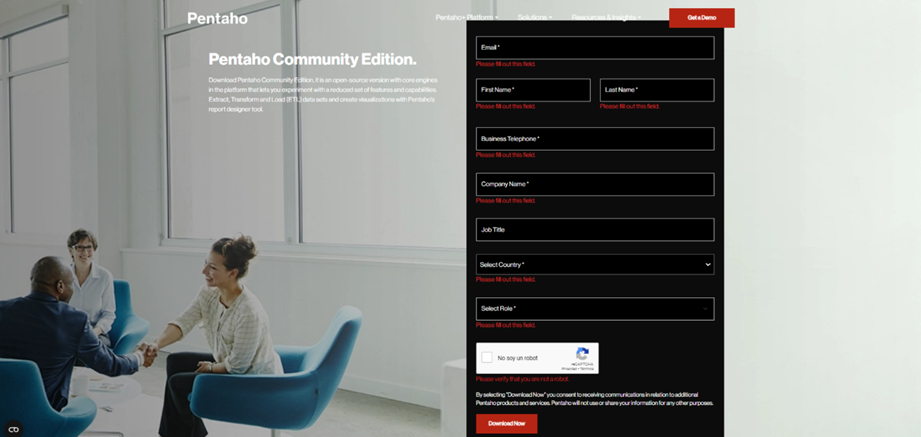 Pentaho
Pentaho+ Platform
Solutions
Resources & Insights
Get a Demo
Pentaho Community Edition.
Download Pentaho Community Edition, it is an open-source version with core engines
in the platform that lets you experiment with a reduced set of features and capabilities.
Extract, Transform and Load (ETL) data sets and create visualizations with Pentaho's
report designer tool.
Email *
Please fill out this field.
First Name *
Last Name *
Please fill out this field.
Please fill out this field.
Business Telephone *
Please fill out this field.
Company Name *
Please fill out this field.
Job Title
Select Country *
Please fill out this field.
Select Role *
Please fill out this field.
No soy un robot
reCAPTCHA
Privacidad - Términos
Please verify that you are not a robot.
By selecting "Download Now" you consent to receiving communications in relation to additional
Pentaho products and services. Pentaho will not use or share your information for any other purposes.
Download Now